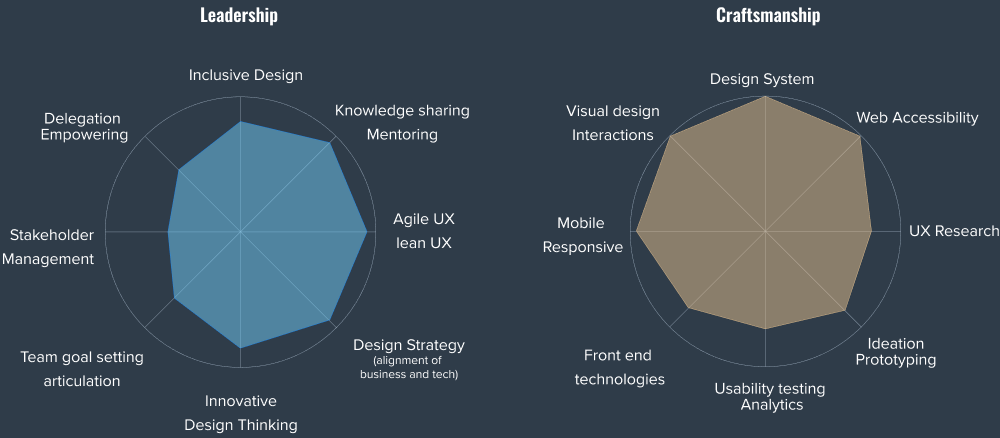 Leadership
Inclusive Design
Knowledge sharing
Mentoring
Agile UX
lean UX
Design Strategy
(alignment of
business and tech)
Innovative
Design Thinking
Team goal setting
articulation
Stakeholder
Management
Delegation
Empowering
Craftsmanship
Design System
Web Accessibility
UX Research
Ideation
Prototyping
Usability testing
Analytics
Front end
technologies
Mobile
Responsive
Visual design
Interactions